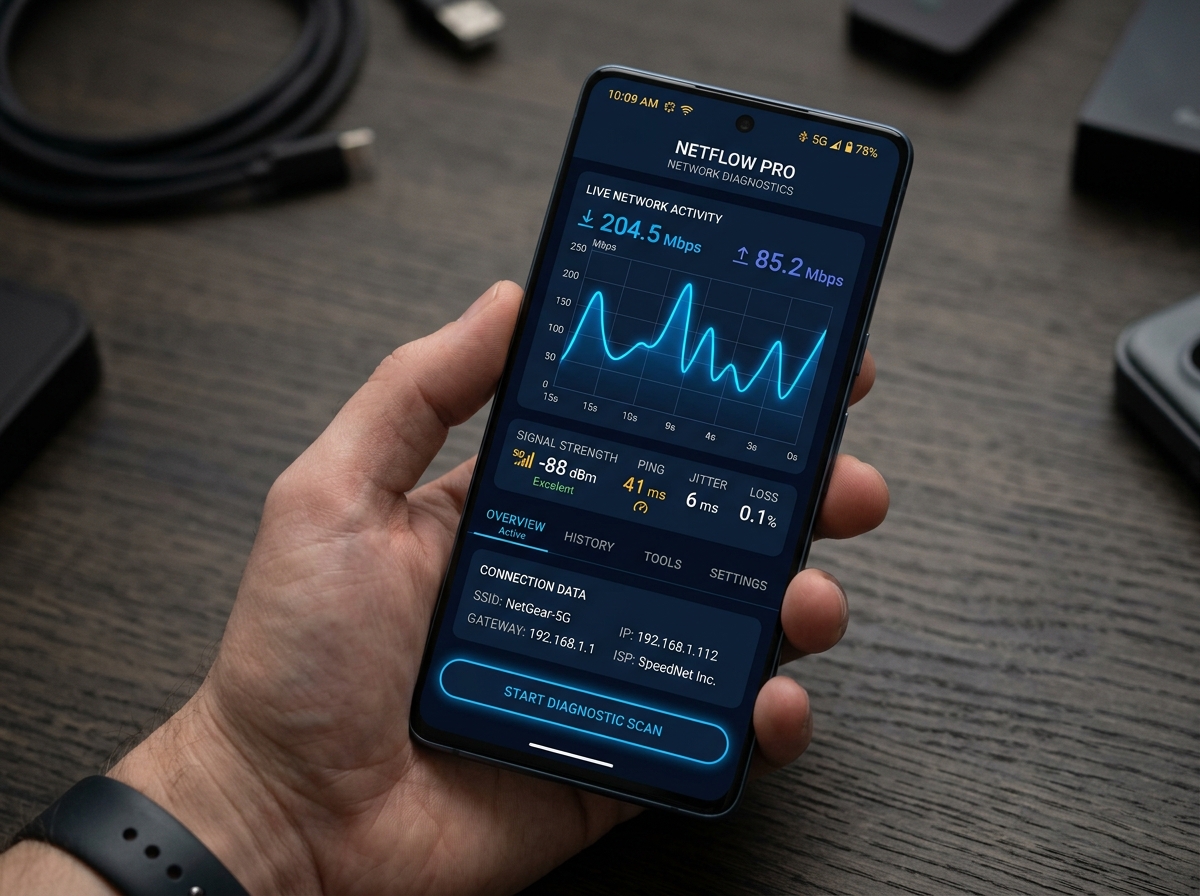 10:09 AM 5G 78%
NETFLOW PRO
NETWORK DIAGNOSTICS
LIVE NETWORK ACTIVITY
204.5 Mbps 85.2 Mbps
Mbps
250
200
150
100
50
0
15s 15s 10s 9s 4s 3s 0s
SIGNAL STRENGTH PING JITTER LOSS
-88 dBm 41 ms 6 ms 0.1%
Excelent
OVERVIEW HISTORY TOOLS SETTINGS
Active
CONNECTION DATA
SSID: NetGear-5G IP: 192.168.1.112
GATEWAY: 192.168.1.1 ISP: SpeedNet Inc.
START DIAGNOSTIC SCAN